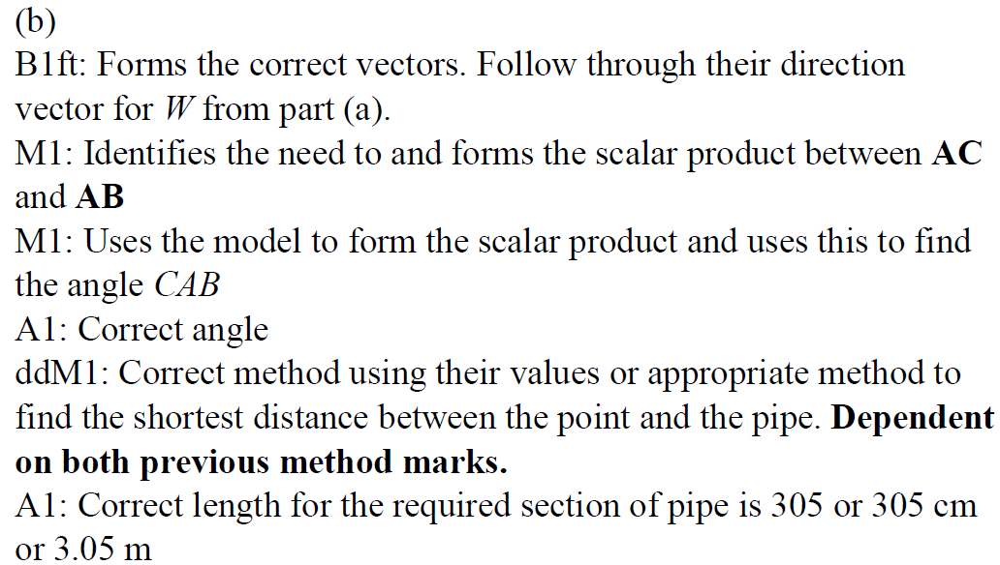 (b)
B1ft: Forms the correct vectors. Follow through their direction
vector for W from part (a).
M1: Identifies the need to and forms the scalar product between AC
and AB
M1: Uses the model to form the scalar product and uses this to find
the angle CAB
A1: Correct angle
ddM1: Correct method using their values or appropriate method to
find the shortest distance between the point and the pipe. Dependent
on both previous method marks.
A1: Correct length for the required section of pipe is 305 or 305 cm
or 3.05 m